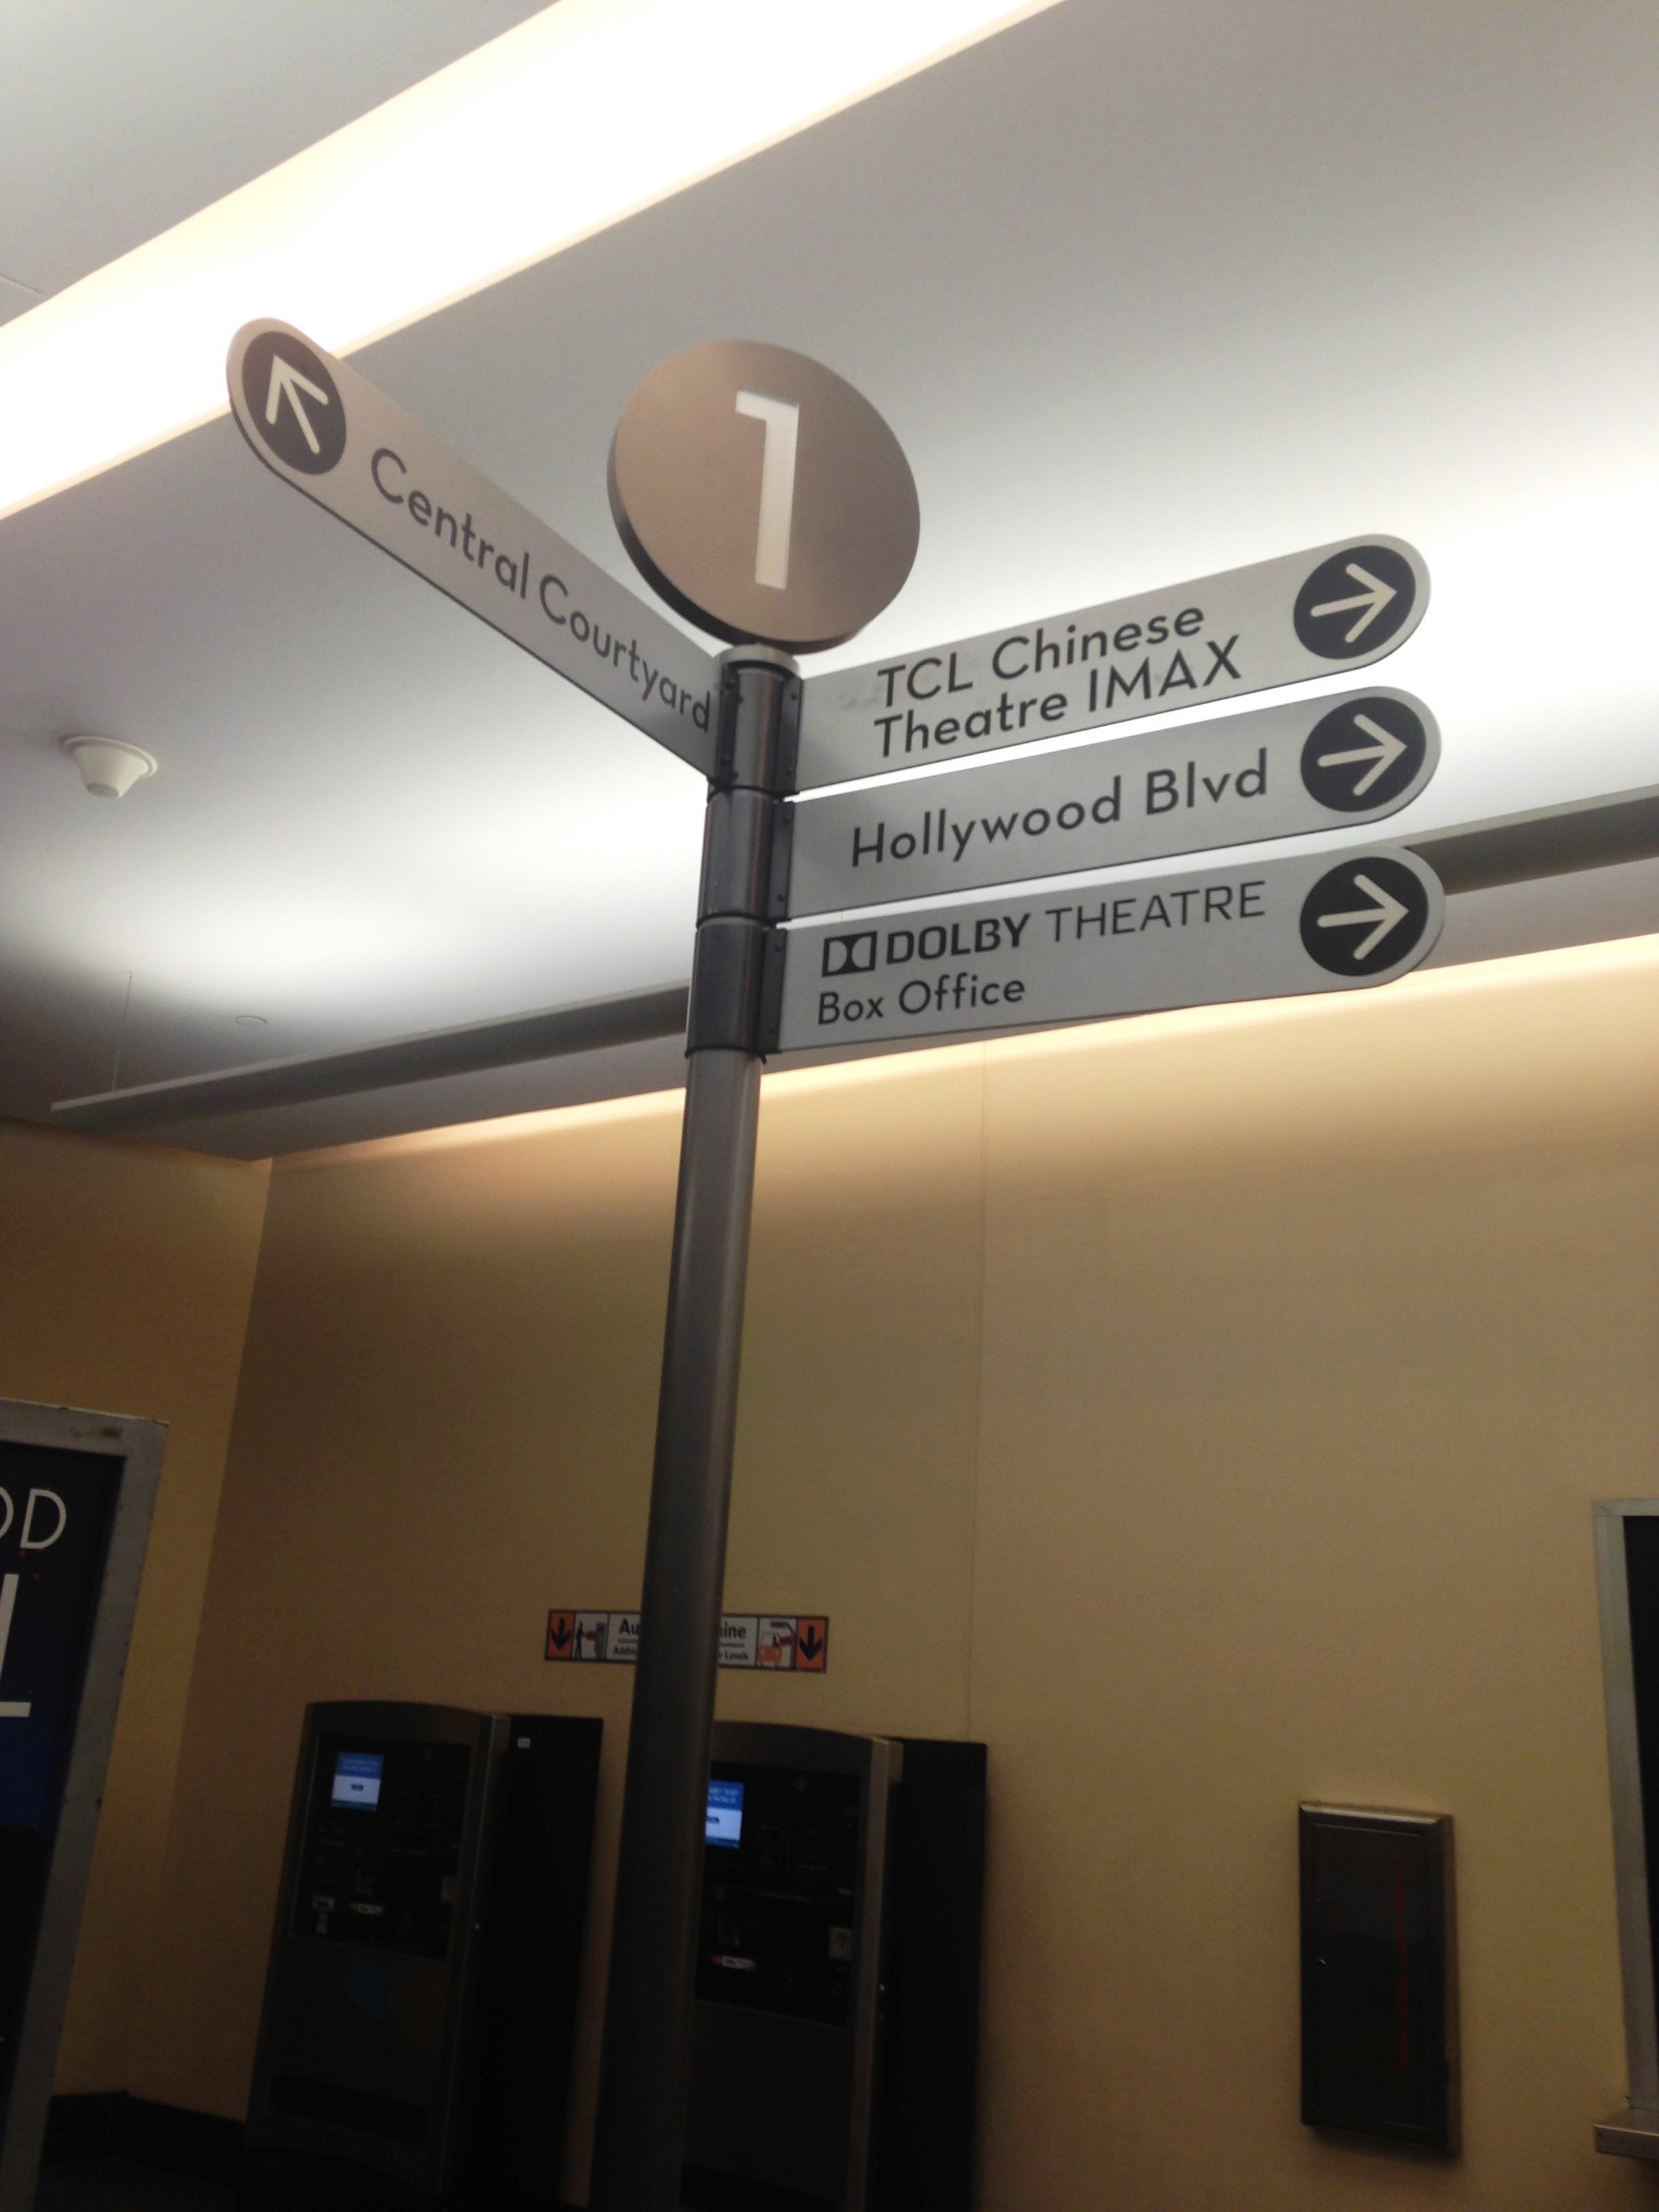 1
Central Courtyard
TCL Chinese
Theatre IMAX
Hollywood Blvd
DOLBY THEATRE
Box Office